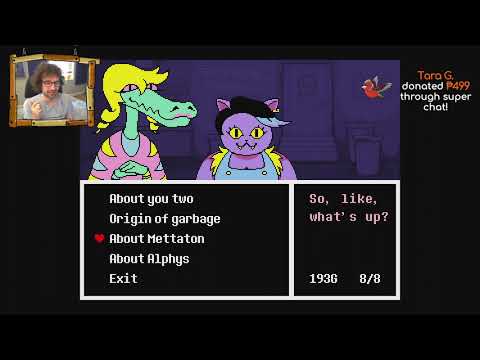 Tara G.
donated ₱499
through super
chat!
About you two
Origin of garbage
About Mettaton
About Alphys
Exit
So, like,
what's up?
193G 8/8